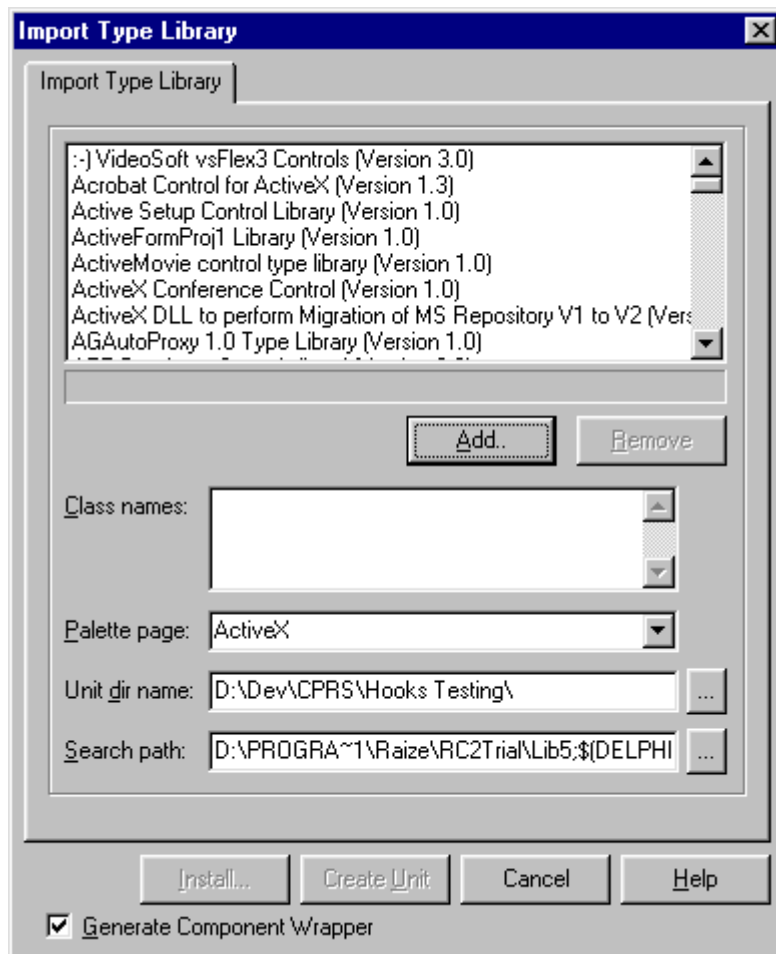 Import Type Library
Import Type Library
:-) VideoSoft vsFlex3 Controls (Version 3.0)
Acrobat Control for ActiveX (Version 1.3)
Active Setup Control Library (Version 1.0)
ActiveFormProj1 Library (Version 1.0)
ActiveMovie control type library (Version 1.0)
ActiveX Conference Control (Version 1.0)
ActiveX DLL to perform Migration of MS Repository V1 to V2 (Vers
AGAutoProxy 1.0 Type Library (Version 1.0)
Add.. Remove
Class names:
Palette page: ActiveX
Unit dir name: D:\Dev\CPRS\Hooks Testing\ ...
Search path: D:\PROGRA~1\Raize\RC2Trial\Lib5;$(DELPHI ...
Install... Create Unit Cancel Help
Generate Component Wrapper